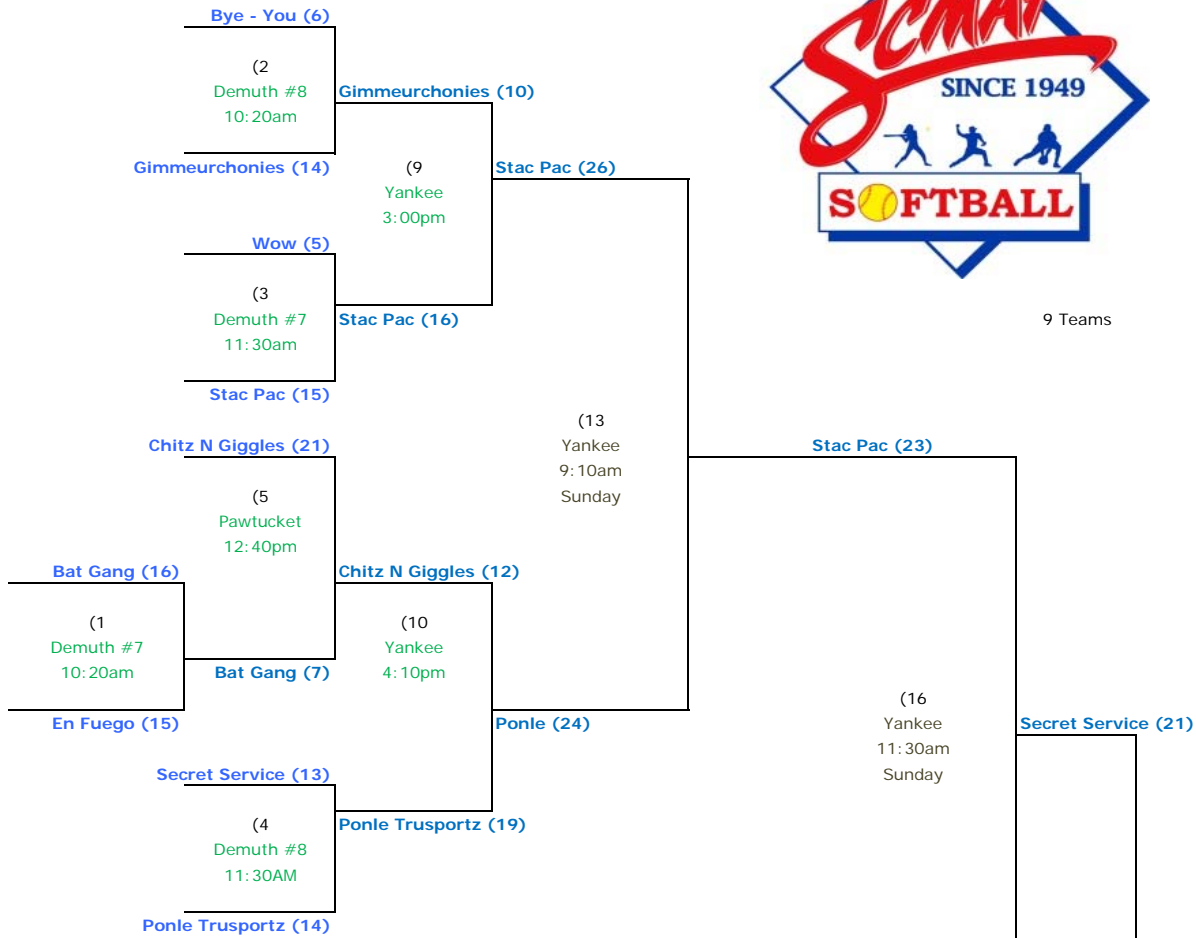 Bye - You (6)
(2
Demuth #8
10:20am
Gimmeurchonies (10)
Gimmeurchonies (14)
(9
Yankee
3:00pm
Stac Pac (26)
Wow (5)
(3
Demuth #7
11:30am
Stac Pac (16)
Stac Pac (15)
SCMAF
SINCE 1949
SOFTBALL
9 Teams
Chitz N Giggles (21)
(5
Pawtucket
12:40pm
(13
Yankee
9:10am
Sunday
Stac Pac (23)
Bat Gang (16)
(1
Demuth #7
10:20am
Bat Gang (7)
En Fuego (15)
Chitz N Giggles (12)
(10
Yankee
4:10pm
Ponle (24)
Secret Service (13)
(4
Demuth #8
11:30AM
Ponle Trusportz (19)
Ponle Trusportz (14)
(16
Yankee
11:30am
Sunday
Secret Service (21)